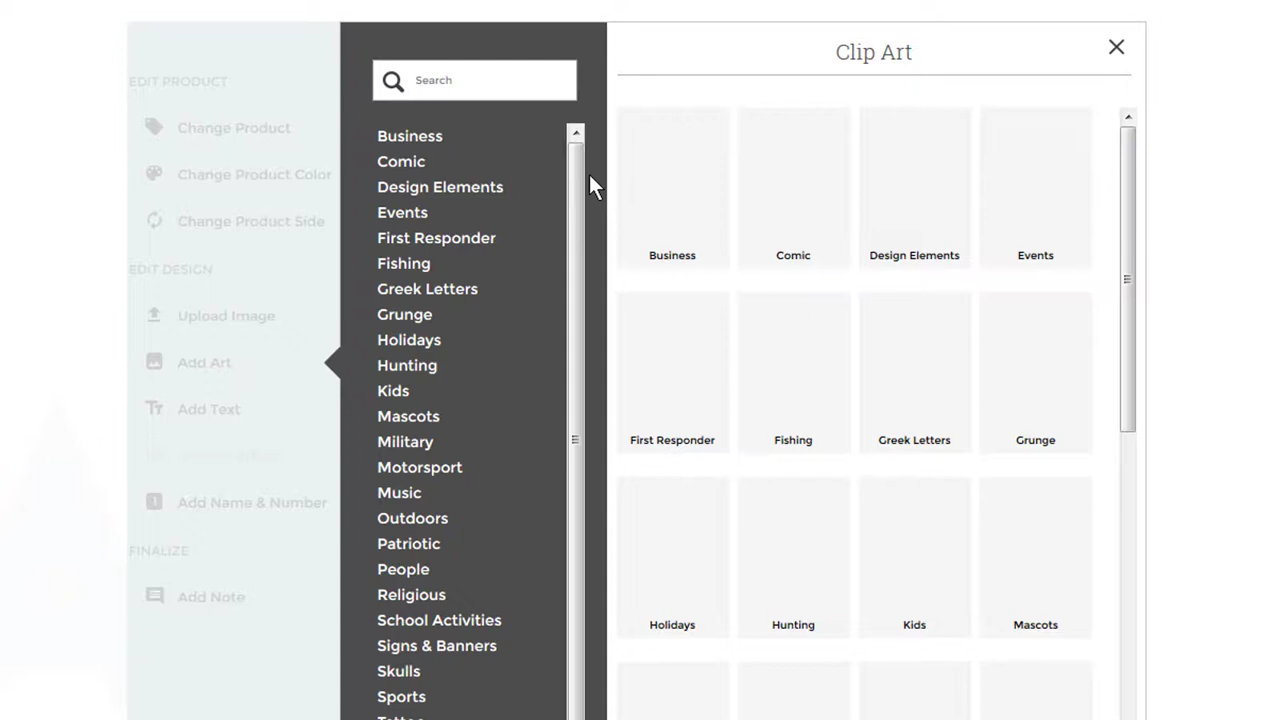 EDIT PRODUCT
Change Product
Change Product Color
Change Product Side
EDIT DESIGN
Upload Image
Add Art
Add Text
Add Name & Number
FINALIZE
Add Note
Search
Business
Comic
Design Elements
Events
First Responder
Fishing
Greek Letters
Grunge
Holidays
Hunting
Kids
Mascots
Military
Motorsport
Music
Outdoors
Patriotic
People
Religious
School Activities
Signs & Banners
Skulls
Sports
Clip Art
Business Comic Design Elements Events
First Responder Fishing Greek Letters Grunge
Holidays Hunting Kids Mascots